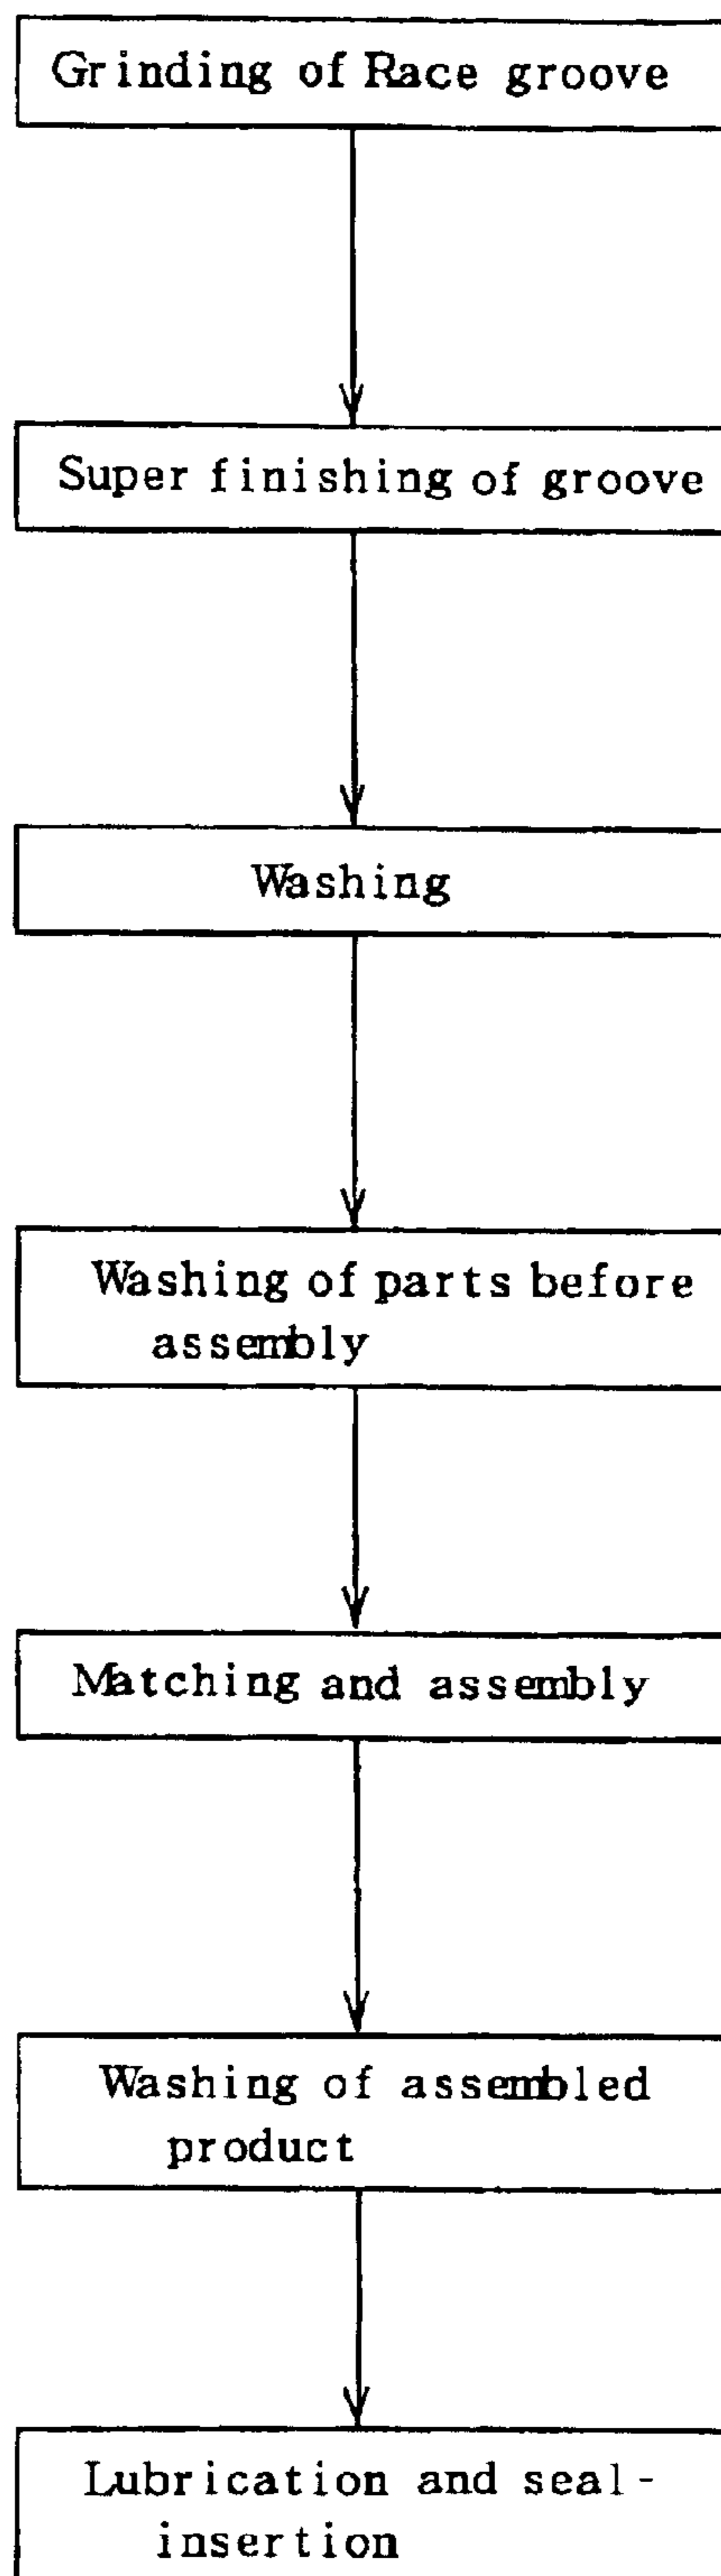 Grinding of Race groove
Super finishing of groove
Washing
Washing of parts before
assembly
Matching and assembly
Washing of assembled
product
Lubrication and seal-
insertion